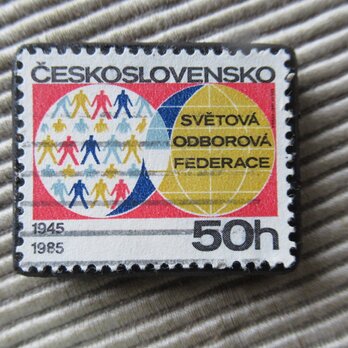 ČESKOSLOVENSKO
SVĚTOVÁ
ODBOROVÁ
FEDERACE
1945
1985
50h